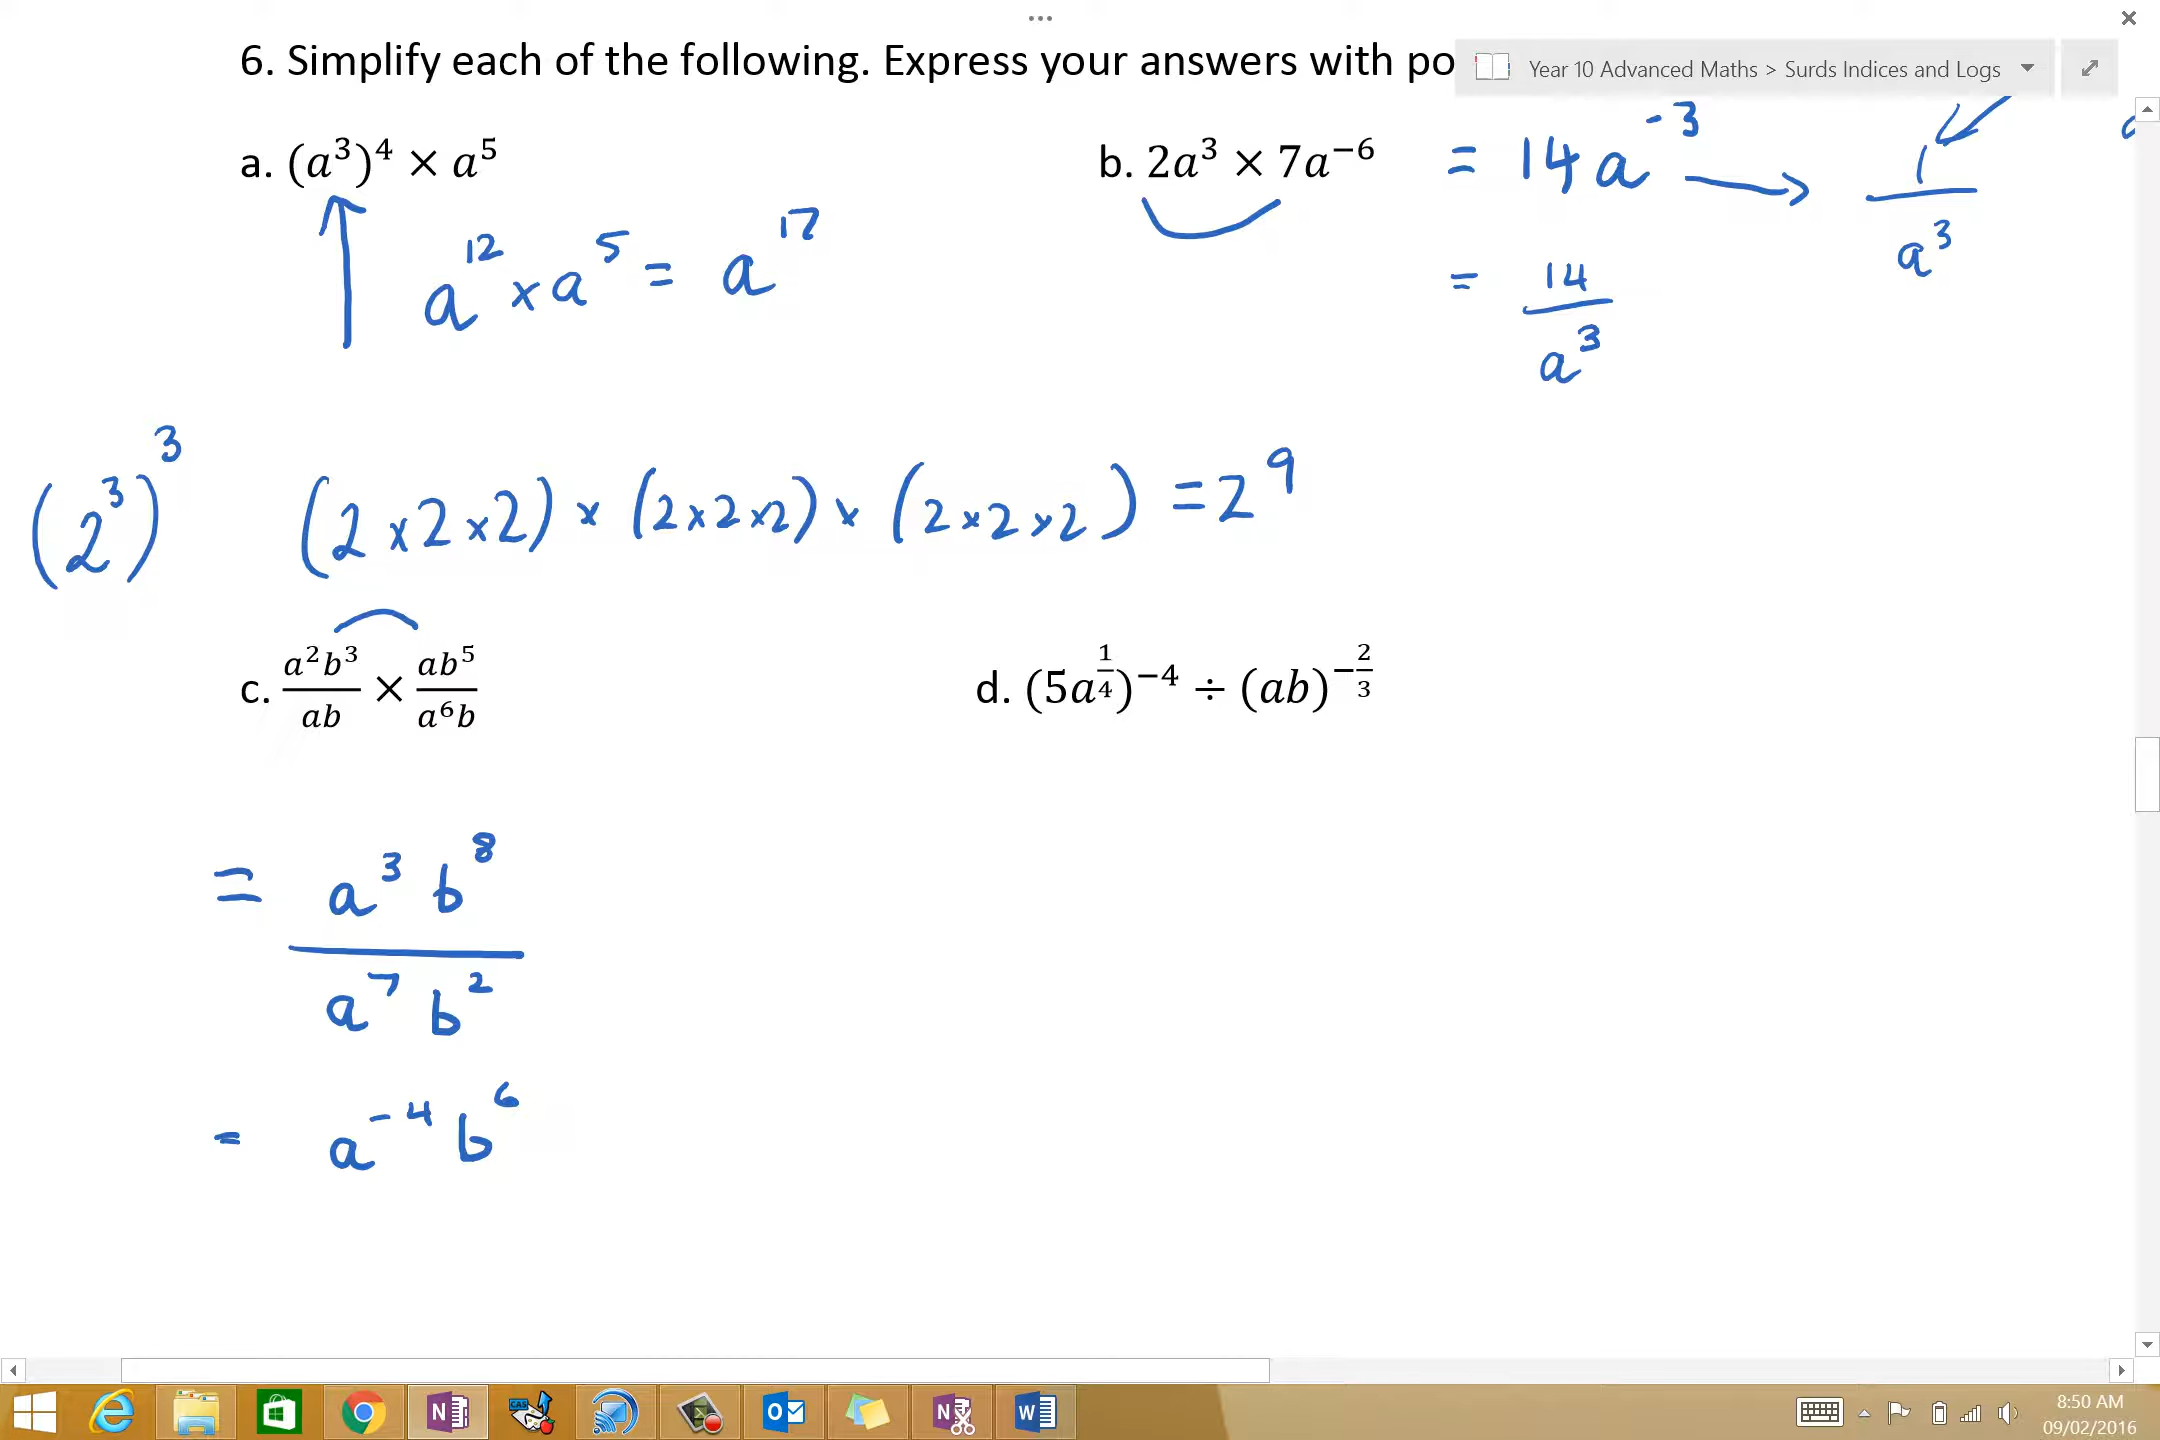 6. Simplify each of the following. Express your answers with po
Year 10 Advanced Maths > Surds Indices and Logs
a. (a³)⁴ × a⁵
b. 2a³ × 7a⁻⁶ = 14a⁻³ → 1/a³
a¹² × a⁵ = a¹⁷
= 14/a³
(2³)³ (2×2×2) × (2×2×2) × (2×2×2) = 2⁹
c. a²b³/ab × ab⁵/a⁶b
d. (5a^(1/4))⁻⁴ ÷ (ab)^(−2/3)
= a³b⁸/a⁷b²
= a⁻⁴b⁶
CAS
8:50 AM
09/02/2016